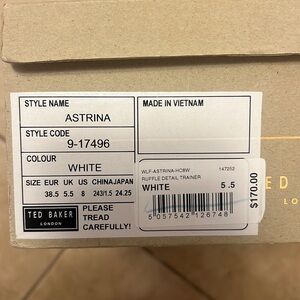 STYLE NAME
ASTRINA
MADE IN VIETNAM
STYLE CODE
9-17496
COLOUR
WHITE
SIZE EUR UK US CHINA JAPAN
38.5 5.5 8 243/1.5 24.25
TED BAKER
LONDON
PLEASE
TREAD
CAREFULLY!
WLF-ASTRINA-HCBW 147252
RUFFLE DETAIL TRAINER
WHITE 5.5
5 057542 126748
$170.00
ED
LO